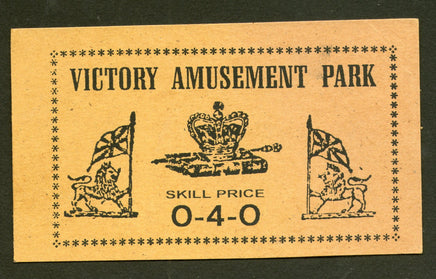 VICTORY AMUSEMENT PARK
SKILL PRICE
0-4-0